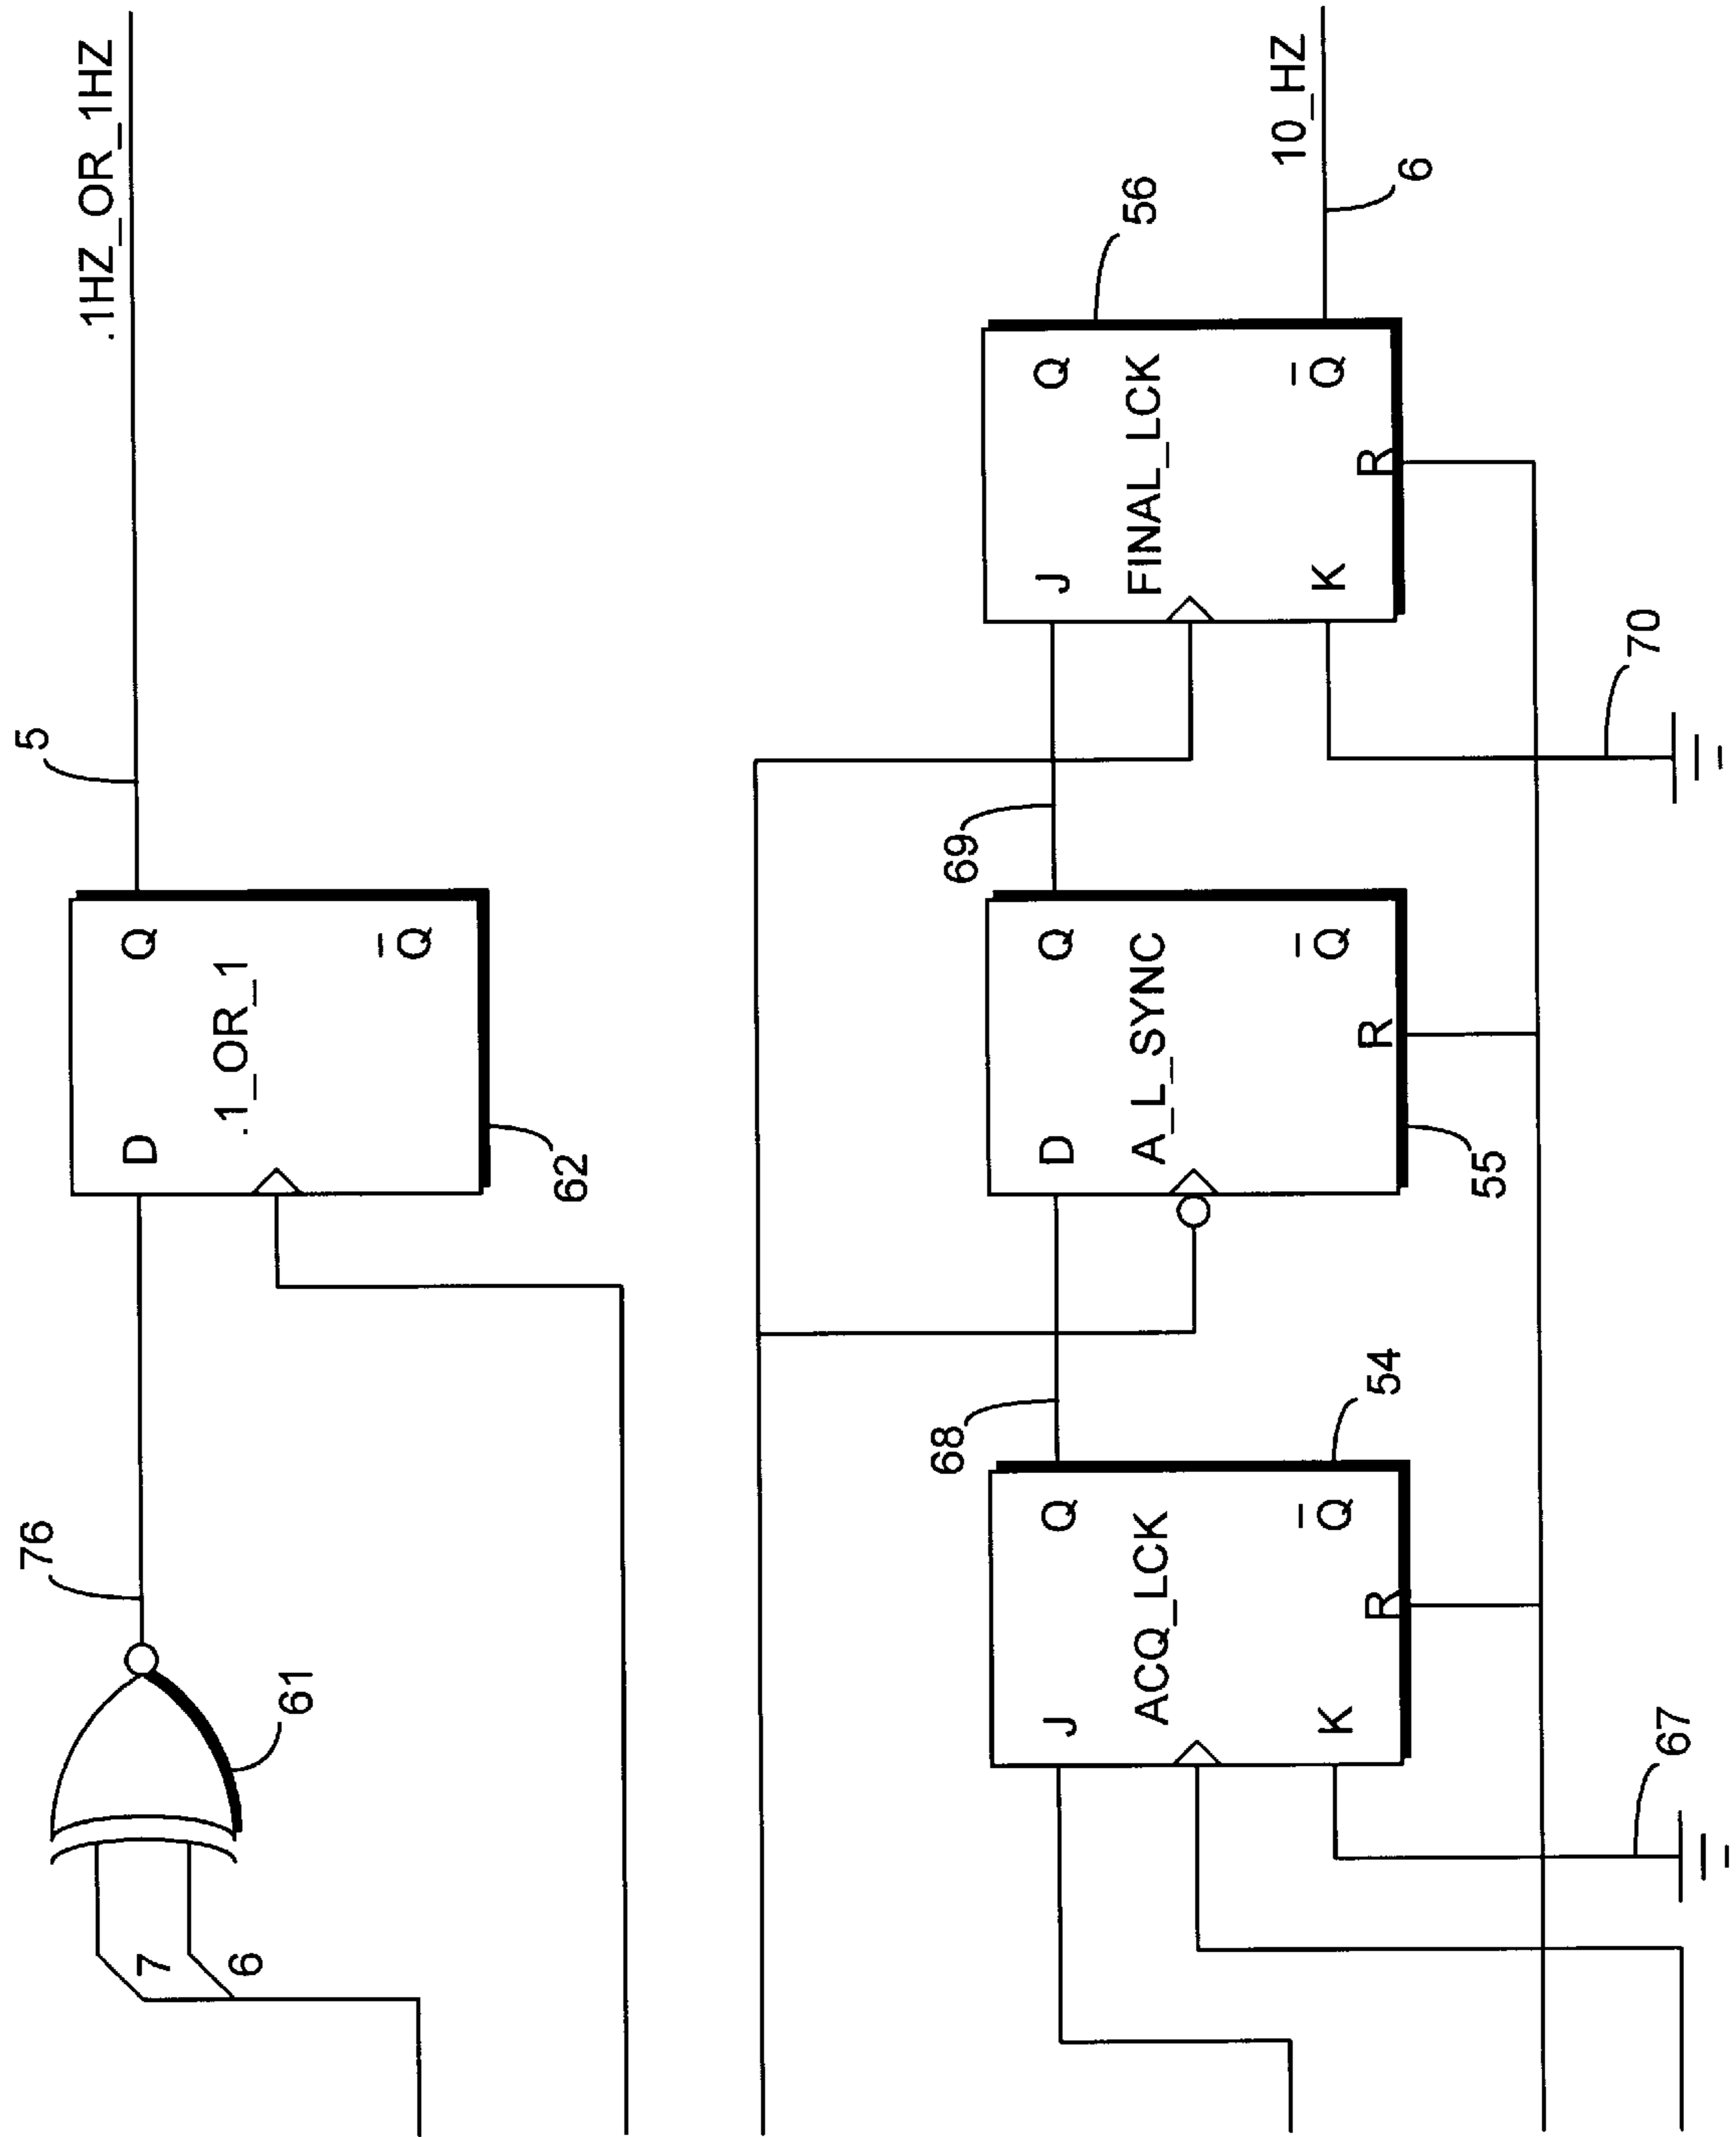 .1HZ_OR_1HZ
5
76
D
Q
.1_OR_1
Q
62
61
7
6
10_HZ
6
56
J
Q
FINAL_LCK
K
Q
R
70
69
D
Q
A_L_SYNC
Q
R
55
68
54
J
Q
ACQ_LCK
K
Q
R
67